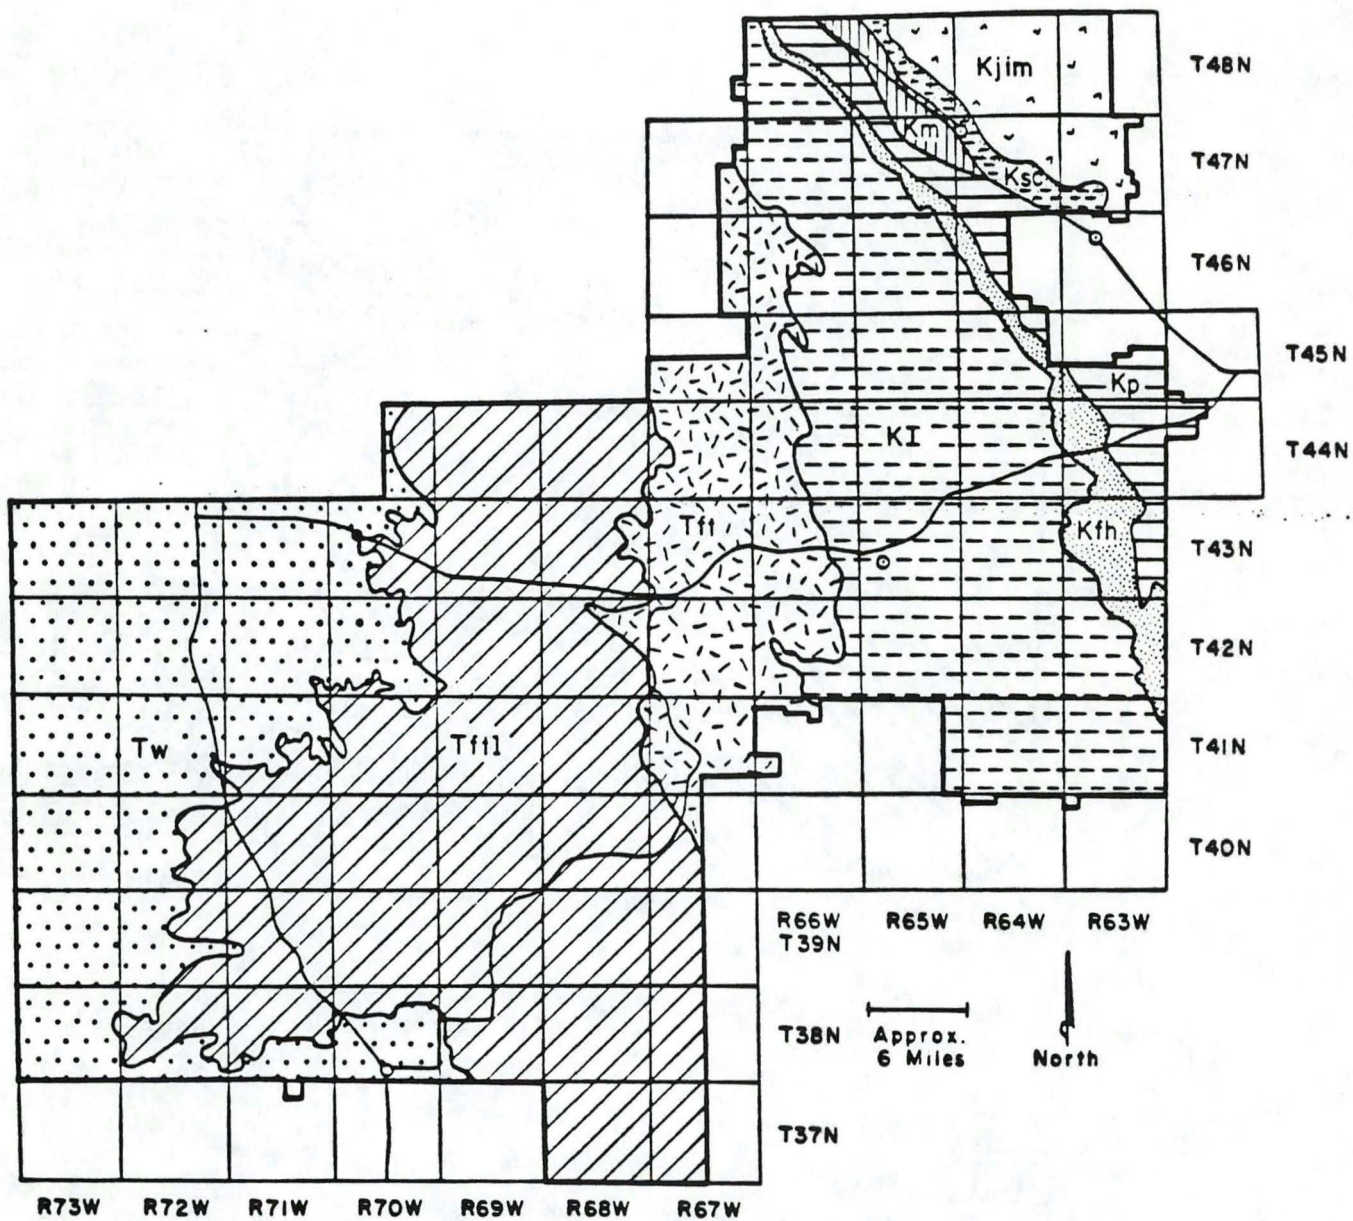 T48N
Kjim
Km
T47N
Ksc
T46N
T45N
Kp
KI
T44N
Tft
Kfh
T43N
T42N
Tw
Tftl
T41N
T40N
R66W R65W R64W R63W
T39N
T38N
Approx.
6 Miles
North
T37N
R73W R72W R71W R70W R69W R68W R67W